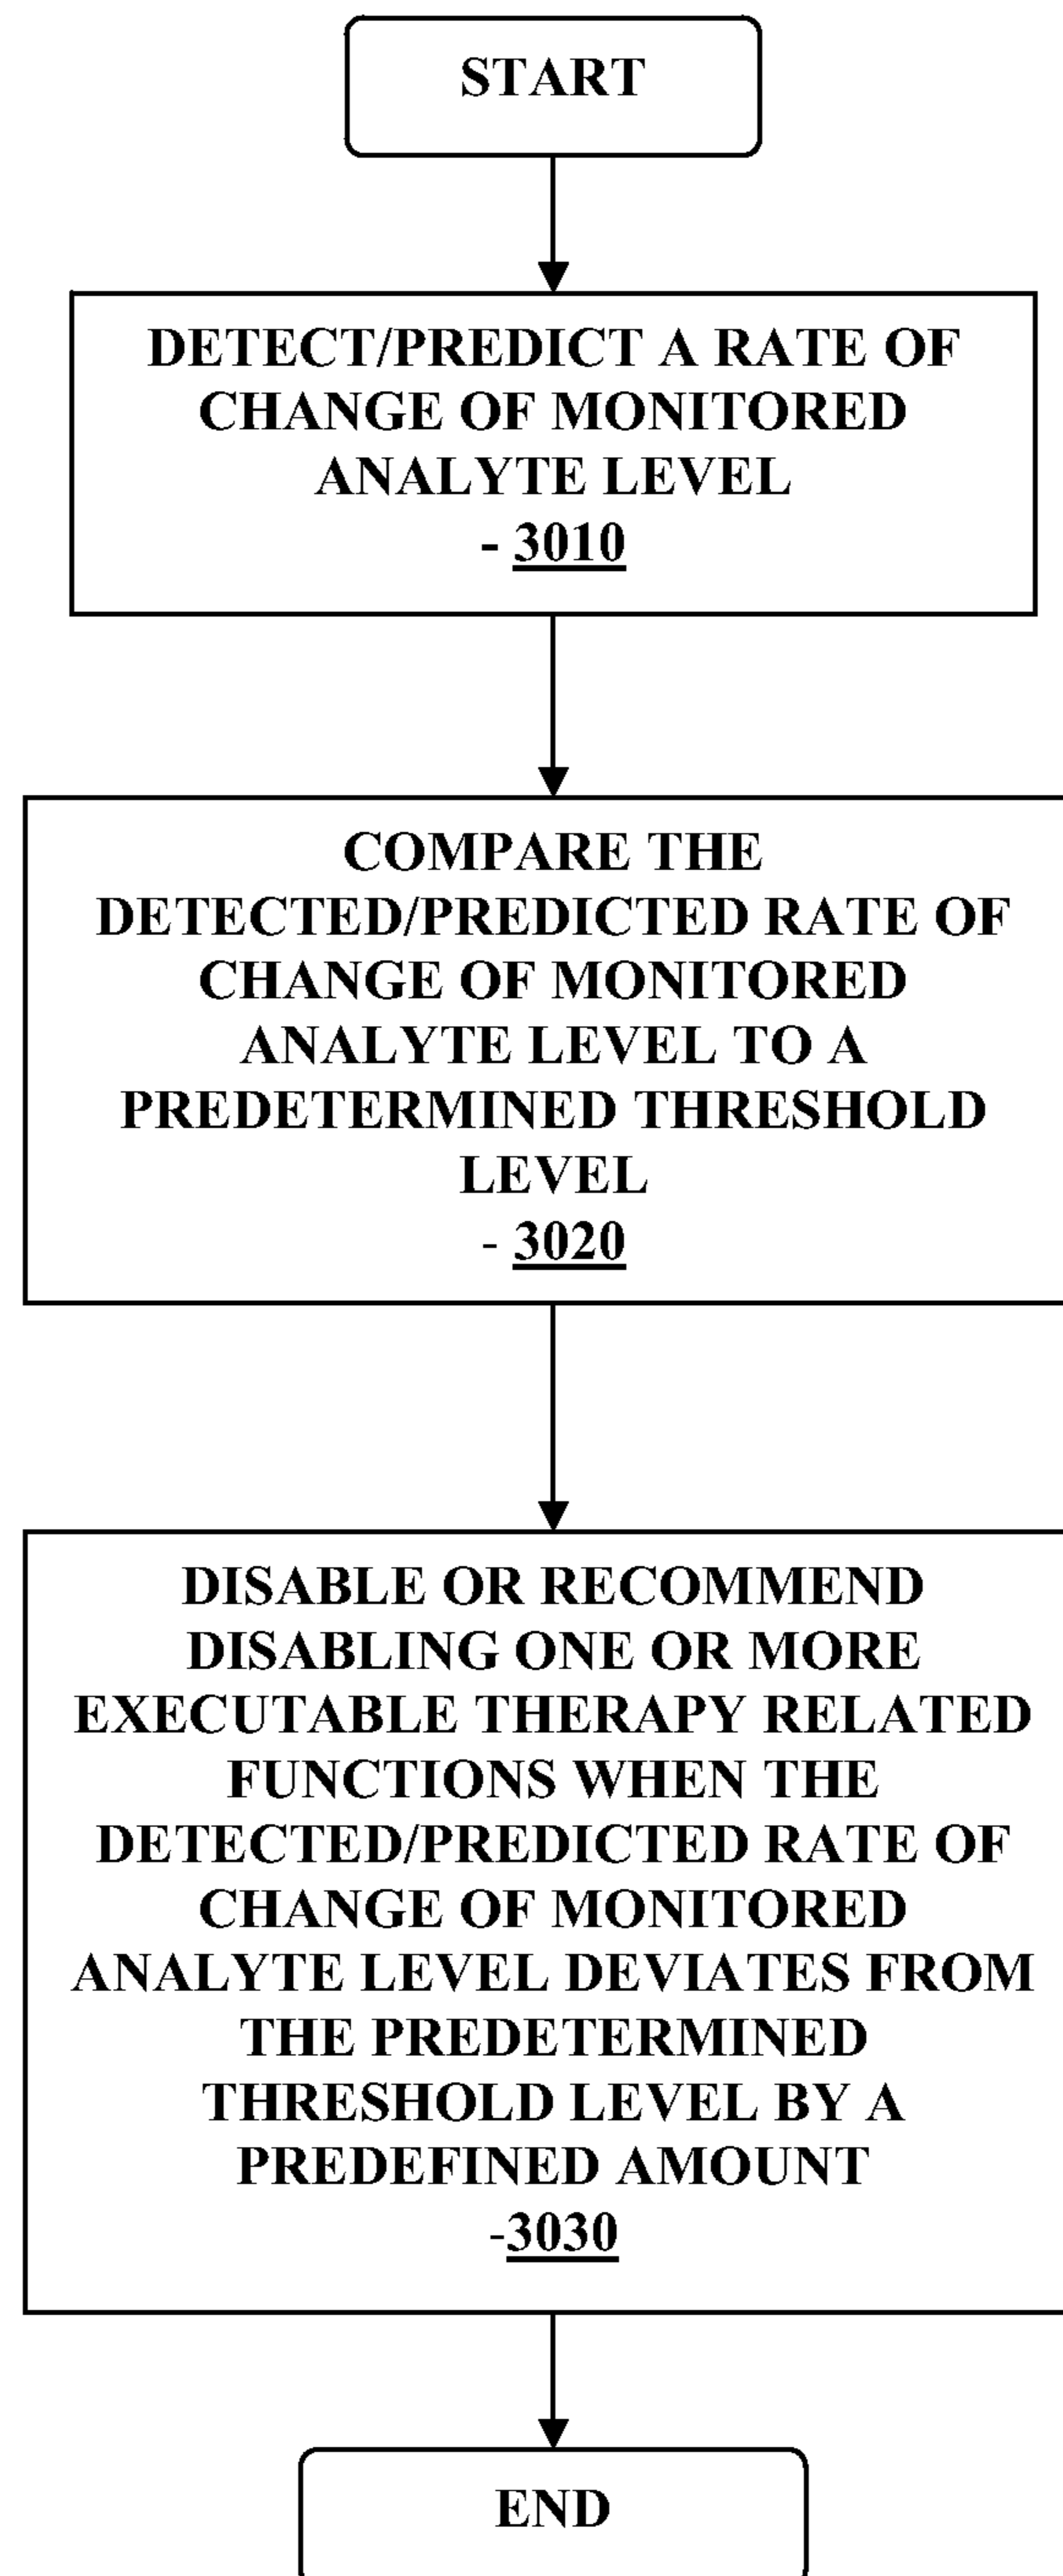 START
DETECT/PREDICT A RATE OF
CHANGE OF MONITORED
ANALYTE LEVEL
- 3010
COMPARE THE
DETECTED/PREDICTED RATE OF
CHANGE OF MONITORED
ANALYTE LEVEL TO A
PREDETERMINED THRESHOLD
LEVEL
- 3020
DISABLE OR RECOMMEND
DISABLING ONE OR MORE
EXECUTABLE THERAPY RELATED
FUNCTIONS WHEN THE
DETECTED/PREDICTED RATE OF
CHANGE OF MONITORED
ANALYTE LEVEL DEVIATES FROM
THE PREDETERMINED
THRESHOLD LEVEL BY A
PREDEFINED AMOUNT
-3030
END